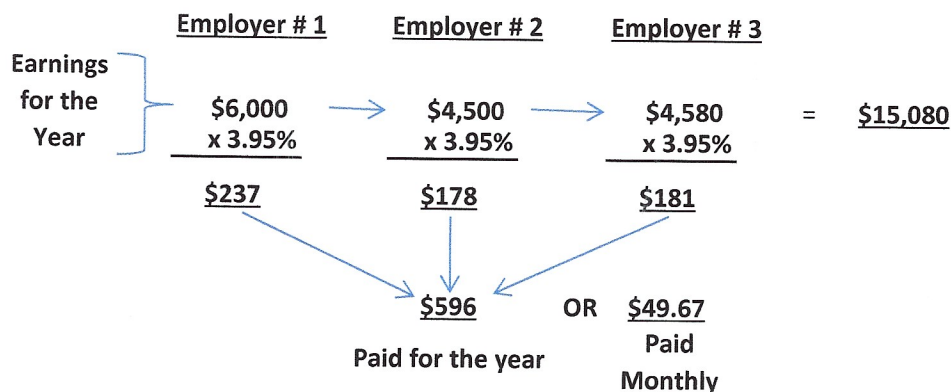 Employer # 1 Employer # 2 Employer # 3
Earnings
for the
Year
$6,000 $4,500 $4,580 = $15,080
x 3.95% x 3.95% x 3.95%
$237 $178 $181
$596 OR $49.67
Paid for the year
Paid
Monthly